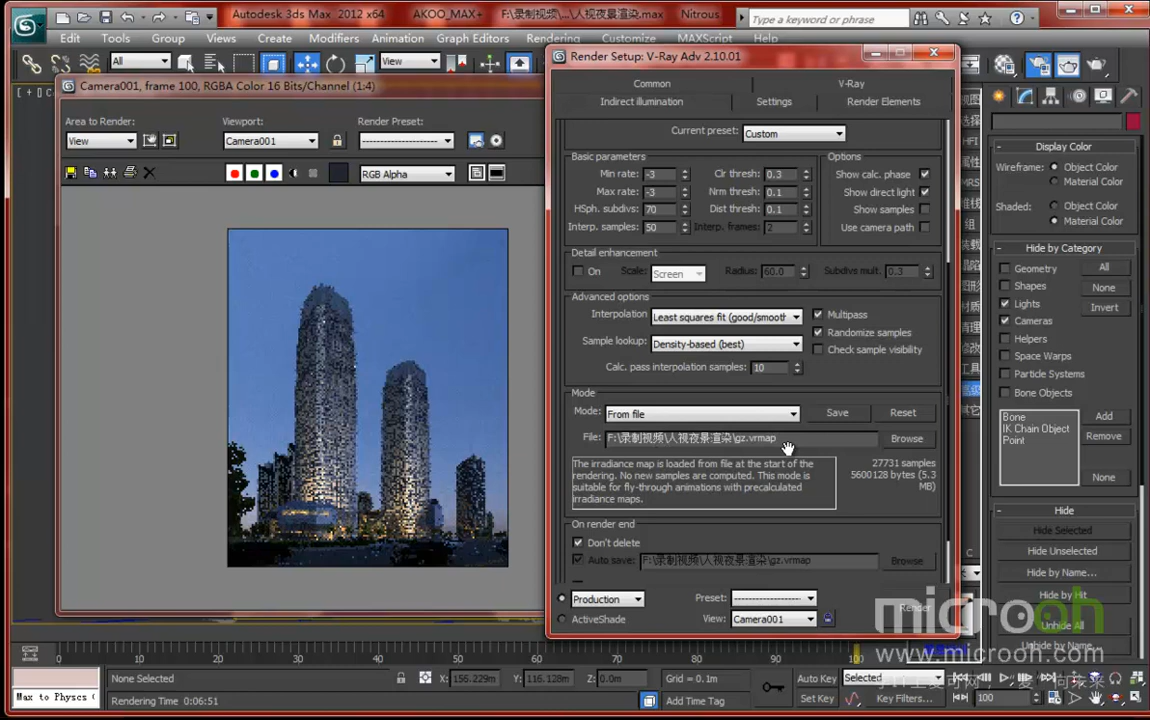 Autodesk 3ds Max 2012 x64 AKOO_MAX+ F:\录制视频\...\人视夜景渲染.max Nitrous
Type a keyword or phrase
Edit Tools Group Views Create Modifiers Animation Graph Editors Rendering Customize MAXScript Help
All
View
Camera001, frame 100, RGBA Color 16 Bits/Channel (1:4)
Area to Render:
View
Viewport:
Camera001
Render Preset:
RGB Alpha
Render Setup: V-Ray Adv 2.10.01
Common V-Ray
Indirect illumination Settings Render Elements
Current preset: Custom
Basic parameters
Min rate: -3 Clr thresh: 0.3
Max rate: -3 Nrm thresh: 0.1
HSph. subdivs: 70 Dist thresh: 0.1
Interp. samples: 50 Interp. frames: 2
Options
Show calc. phase
Show direct light
Show samples
Use camera path
Detail enhancement
On Scale: Screen Radius: 60.0 Subdivs mult. 0.3
Advanced options
Interpolation Least squares fit (good/smooth
Sample lookup: Density-based (best)
Calc. pass interpolation samples: 10
Multipass
Randomize samples
Check sample visibility
Mode
Mode: From file Save Reset
File: F:\录制视频\人视夜景渲染\gz.vrmap Browse
The irradiance map is loaded from file at the start of the
rendering. No new samples are computed. This mode is
suitable for fly-through animations with precalculated
irradiance maps.
27731 samples
5600128 bytes (5.3
MB)
On render end
Don't delete
Auto save: F:\录制视频\人视夜景渲染\gz.vrmap Browse
Production
ActiveShade
Preset:
View: Camera001
Render
Display Color
Wireframe: Object Color
Material Color
Shaded: Object Color
Material Color
Hide by Category
Geometry
Shapes
Lights
Cameras
Helpers
Space Warps
Particle Systems
Bone Objects
All
None
Invert
Bone
IK Chain Object
Point
Add
Remove
None
Hide
Hide Selected
Hide Unselected
Hide by Name...
Hide by Hit
Unhide All
Unhide by Name...
microoh
www.microoh.com
0 10 20 30 40 50 60 70 80 90 100
None Selected X: 156.229m Y: 116.128m Z: 0.0m Grid = 0.1m Auto Key Selected
Max to Physcs (
Rendering Time 0:06:51 Add Time Tag Set Key Key Filters... 100